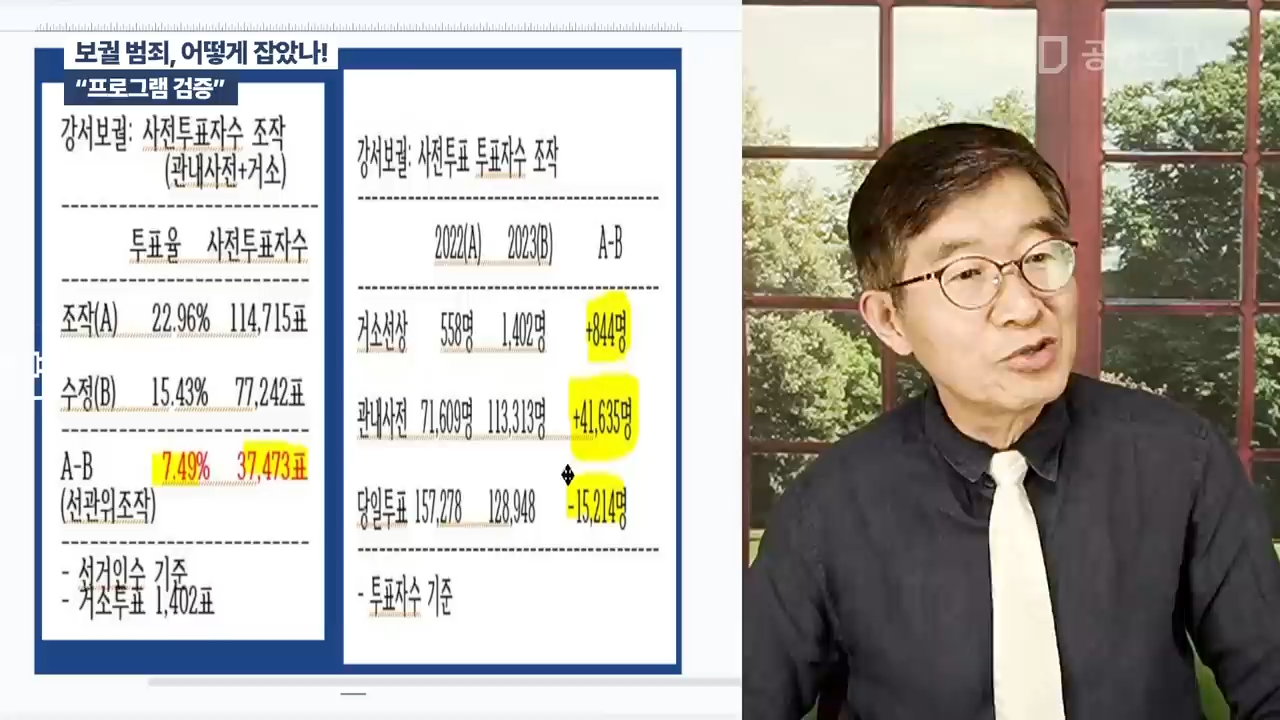 보궐 범죄, 어떻게 잡았나!
“프로그램 검증”
강서보궐: 사전투표자수 조작
(관내사전+거소)
투표율 사전투표자수
조작(A) 22.96% 114,715표
수정(B) 15.43% 77,242표
A-B 7.49% 37,473표
(선관위조작)
- 선거인수 기준
- 거소투표 1,402표
강서보궐: 사전투표 투표자수 조작
2022(A) 2023(B) A-B
거소선상 558명 1,402명 +844명
관내사전 71,609명 113,313명 +41,635명
당일투표 157,278 128,948 -15,214명
- 투표자수 기준